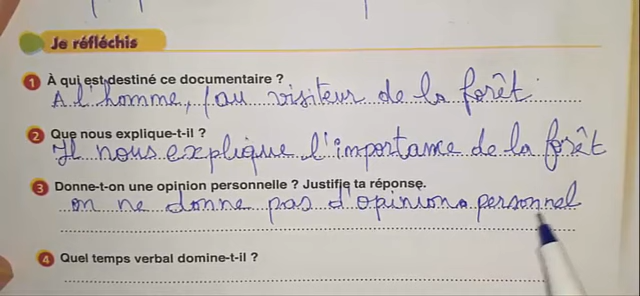 Je réfléchis
1 À qui est destiné ce documentaire ?
A l'homme, / au visiteur de la forêt.
2 Que nous explique-t-il ?
Il nous explique l'importance de la forêt
3 Donne-t-on une opinion personnelle ? Justifie ta réponse.
on ne donne pas d'opinion personnel
4 Quel temps verbal domine-t-il ?